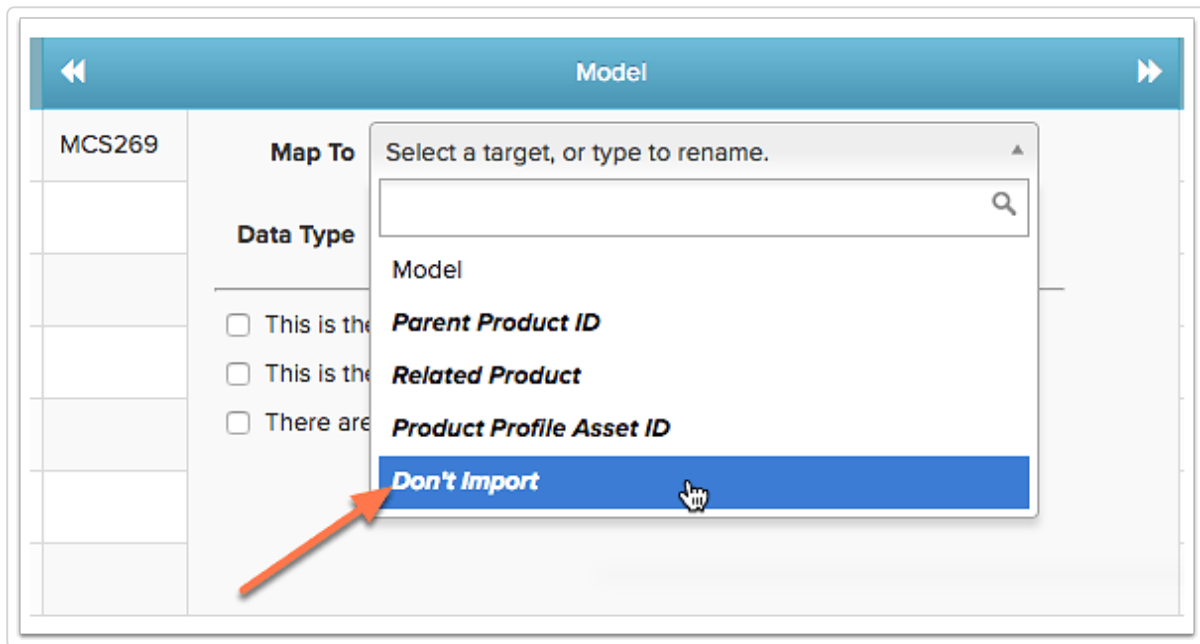 Model
MCS269
Map To
Select a target, or type to rename.
Data Type
Model
Parent Product ID
This is the
Related Product
This is the
Product Profile Asset ID
There are
Don't Import